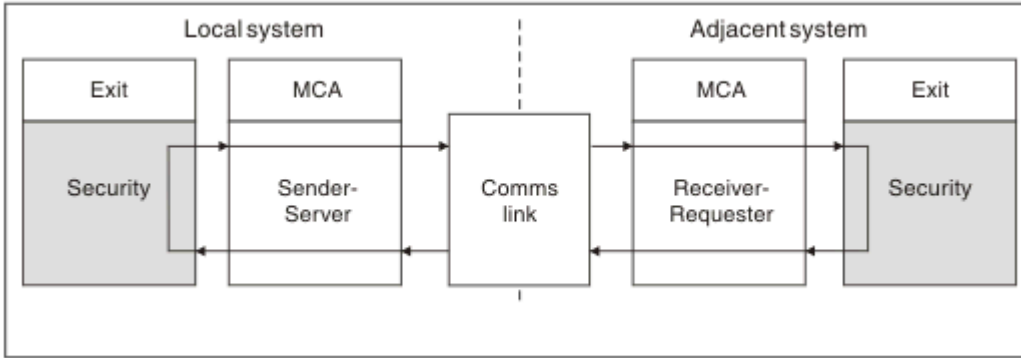 Local system
Adjacent system
Exit
MCA
MCA
Exit
Security
Sender-
Server
Comms
link
Receiver-
Requester
Security